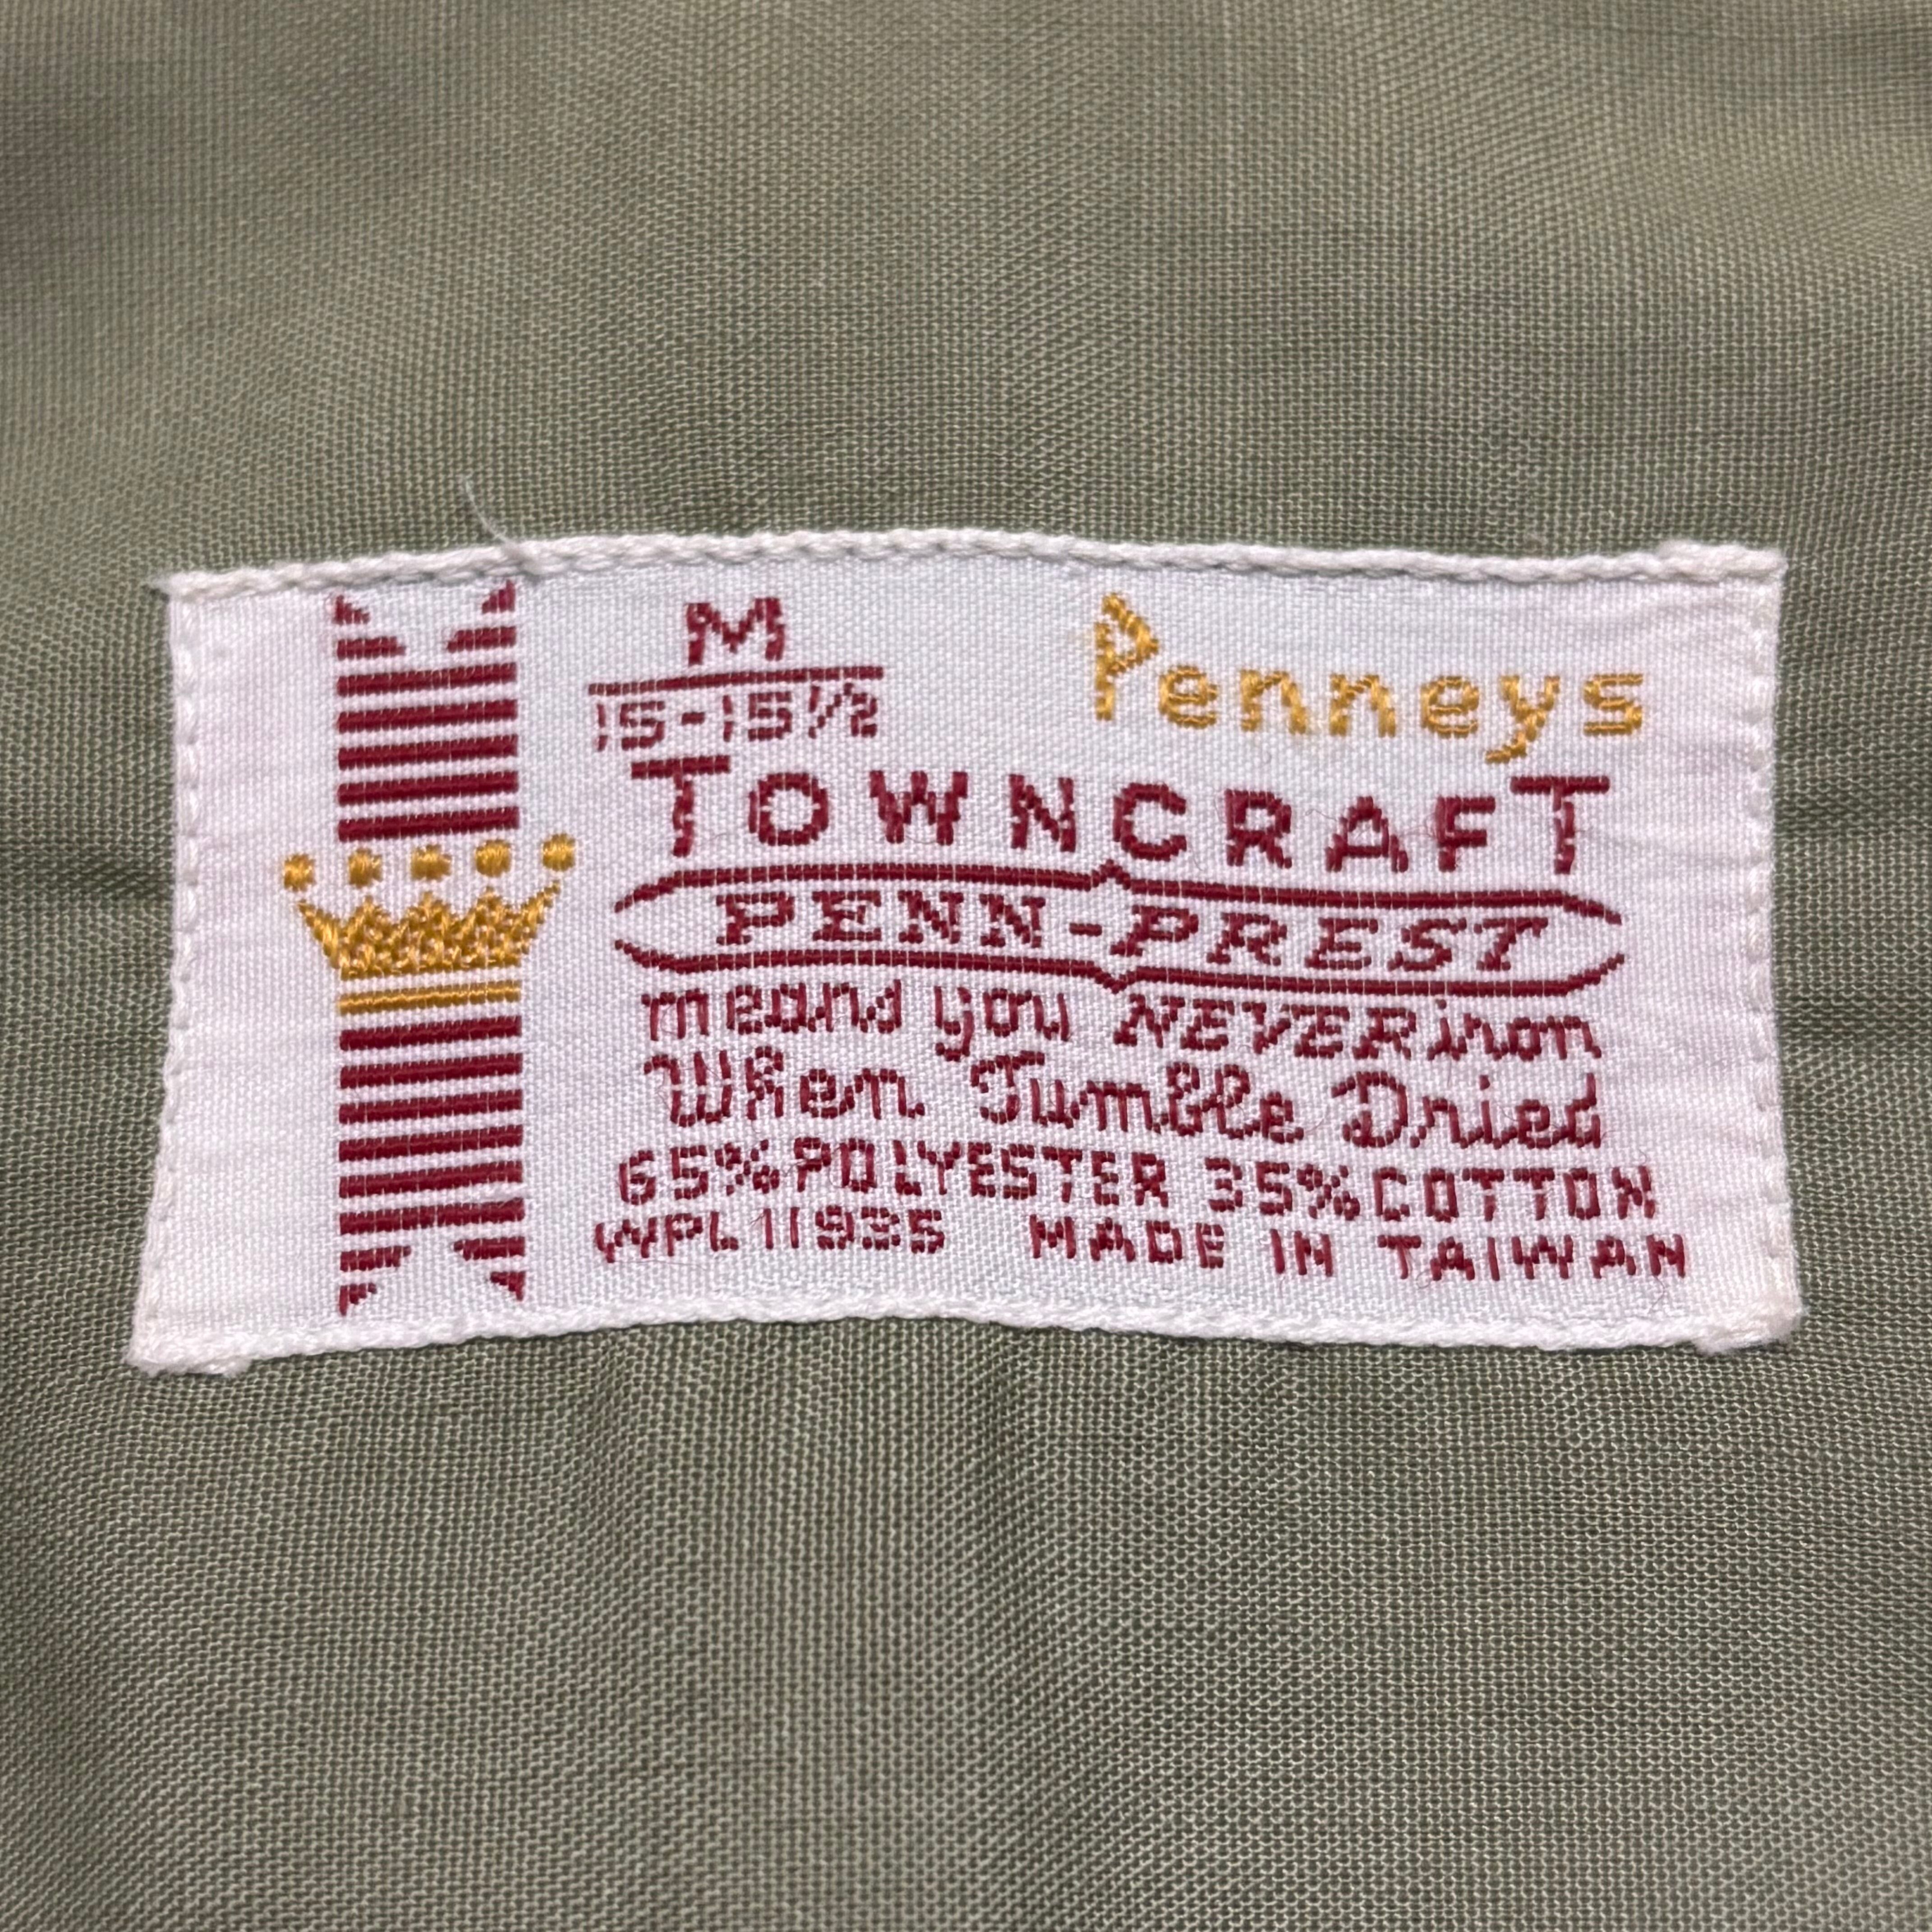 M Penneys
15-15½
TOWNCRAFT
PENN-PREST
means you NEVER iron
When Tumble Dried
65% POLYESTER 35% COTTON
WPL 11935 MADE IN TAIWAN